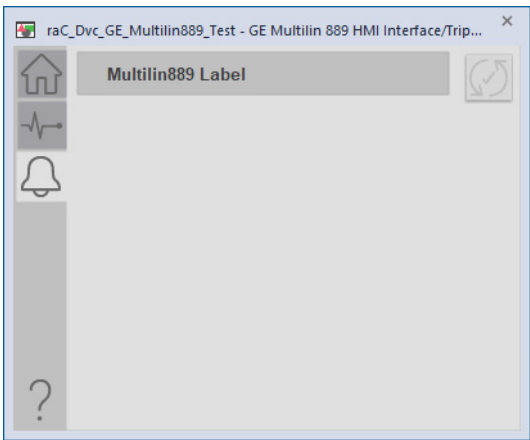 raC_Dvc_GE_Multilin889_Test - GE Multilin 889 HMI Interface/Trip...
Multilin889 Label
?